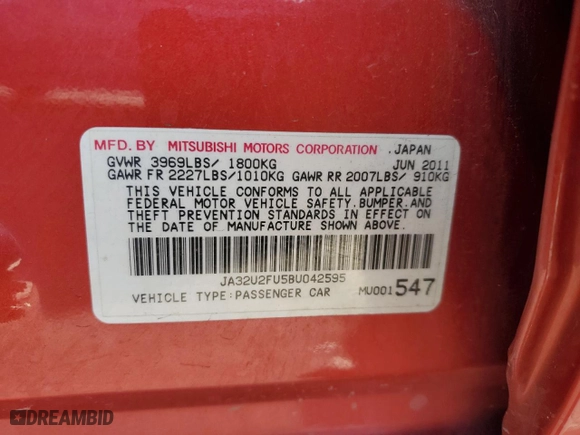 MFD. BY MITSUBISHI MOTORS CORPORATION, JAPAN
GVWR 3969LBS/ 1800KG JUN 2011
GAWR FR 2227LBS/1010KG GAWR RR 2007LBS/ 910KG
THIS VEHICLE CONFORMS TO ALL APPLICABLE
FEDERAL MOTOR VEHICLE SAFETY.BUMPER.AND
THEFT PREVENTION STANDARDS IN EFFECT ON
THE DATE OF MANUFACTURE SHOWN ABOVE.
JA32U2FU5BU042595
VEHICLE TYPE:PASSENGER CAR MU001547
DREAMBID